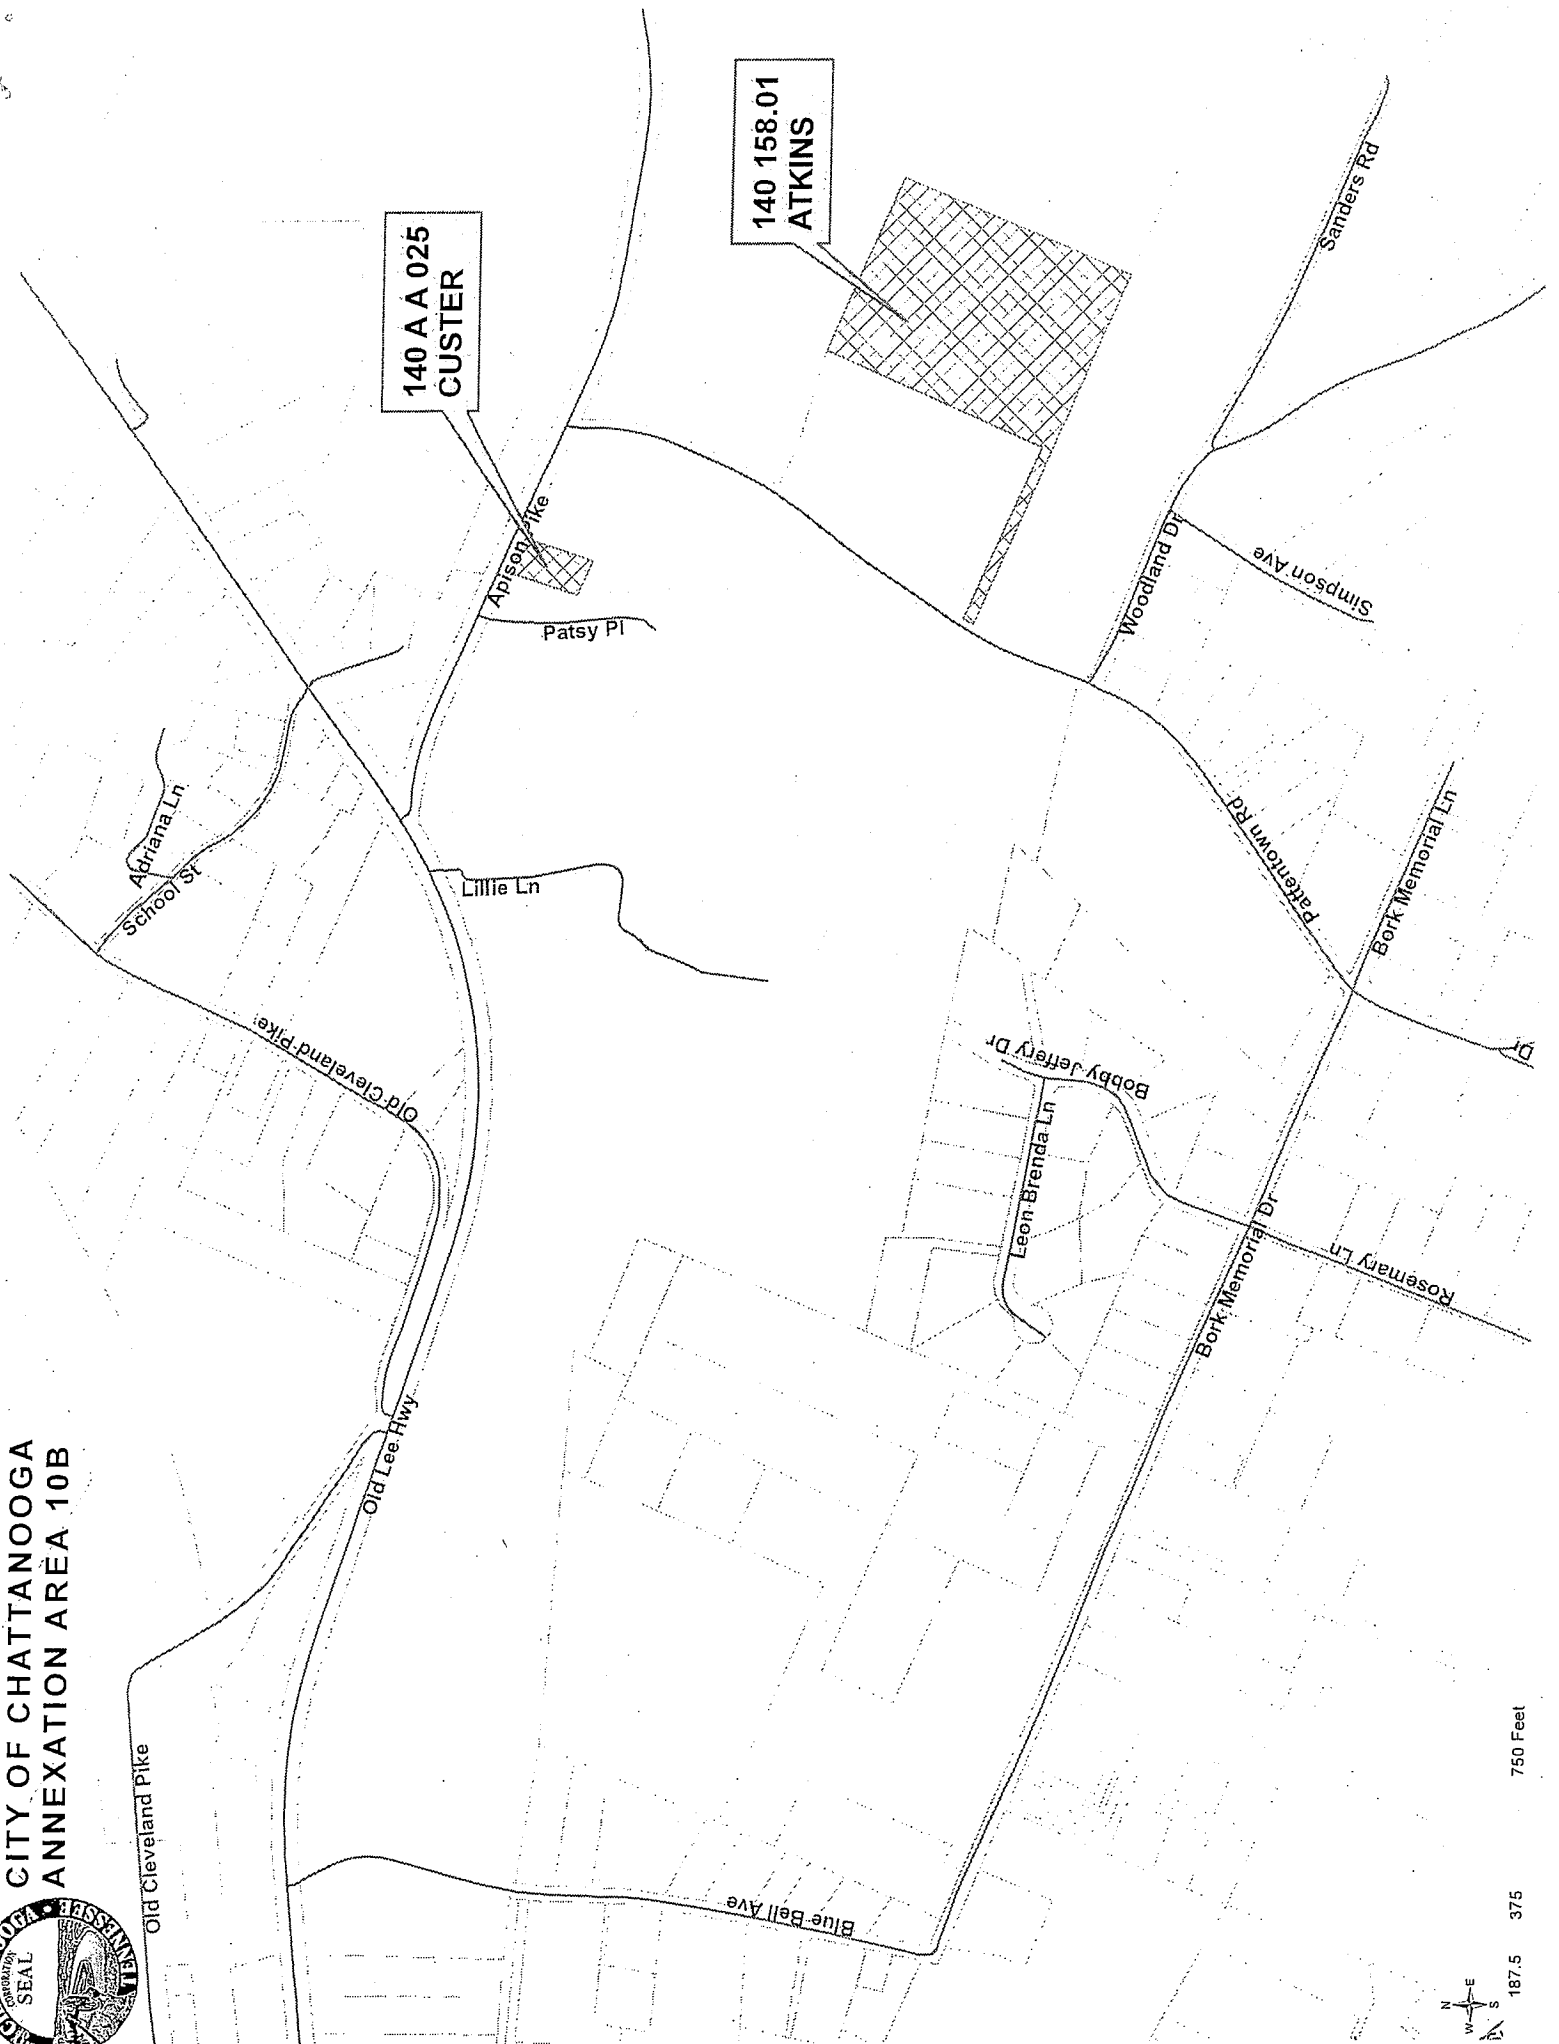 CITY OF CHATTANOOGA
ANNEXATION AREA 10B
CORPORATION
SEAL
TENNESSEE
140 A A 025
CUSTER
140 158.01
ATKINS
Old Cleveland Pike
Old Lee Hwy
Old Cleveland Pike
School St
Adriana Ln
Lillie Ln
Apison Pike
Patsy Pl
Blue Bell Ave
Bork Memorial Dr
Leon Brenda Ln
Bobby Jeffery Dr
Rosemary Ln
Pattentown Rd
Bork Memorial Ln
Woodland Dr
Simpson Ave
Sanders Rd
Dr
N
W
E
S
187.5 375 750 Feet